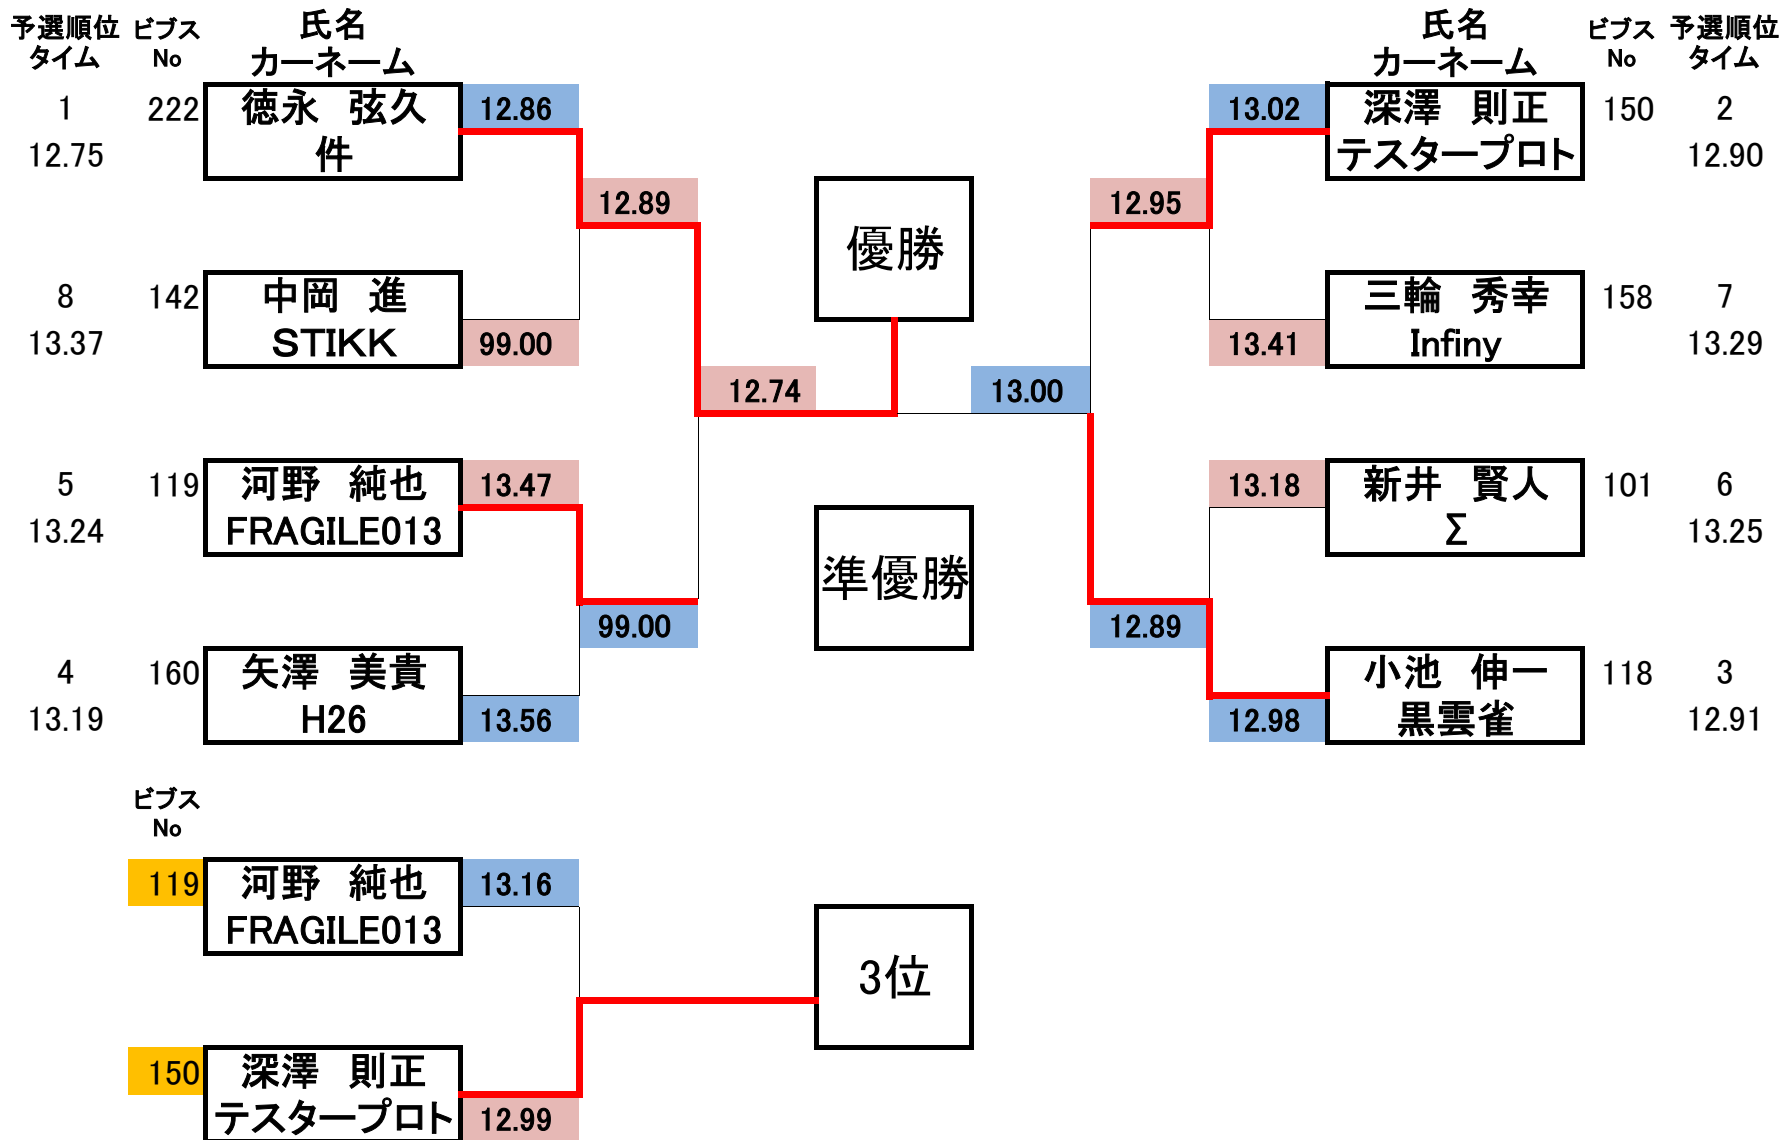 予選順位 ビブス 氏名 氏名 ビブス 予選順位
タイム No カーネーム カーネーム No タイム
1 222 徳永　弦久 12.86 13.02 深澤　則正 150 2
12.75 件 テスタープロト 12.90
12.89 12.95
優勝
8 142 中岡　進 三輪　秀幸 158 7
13.37 STIKK 99.00 13.41 Infiny 13.29
12.74 13.00
5 119 河野　純也 13.47 13.18 新井　賢人 101 6
13.24 FRAGILE013 Σ 13.25
準優勝
99.00 12.89
4 160 矢澤　美貴 小池　伸一 118 3
13.19 H26 13.56 12.98 黒雲雀 12.91
ビブス
No
119 河野　純也 13.16
FRAGILE013
3位
150 深澤　則正
テスタープロト 12.99